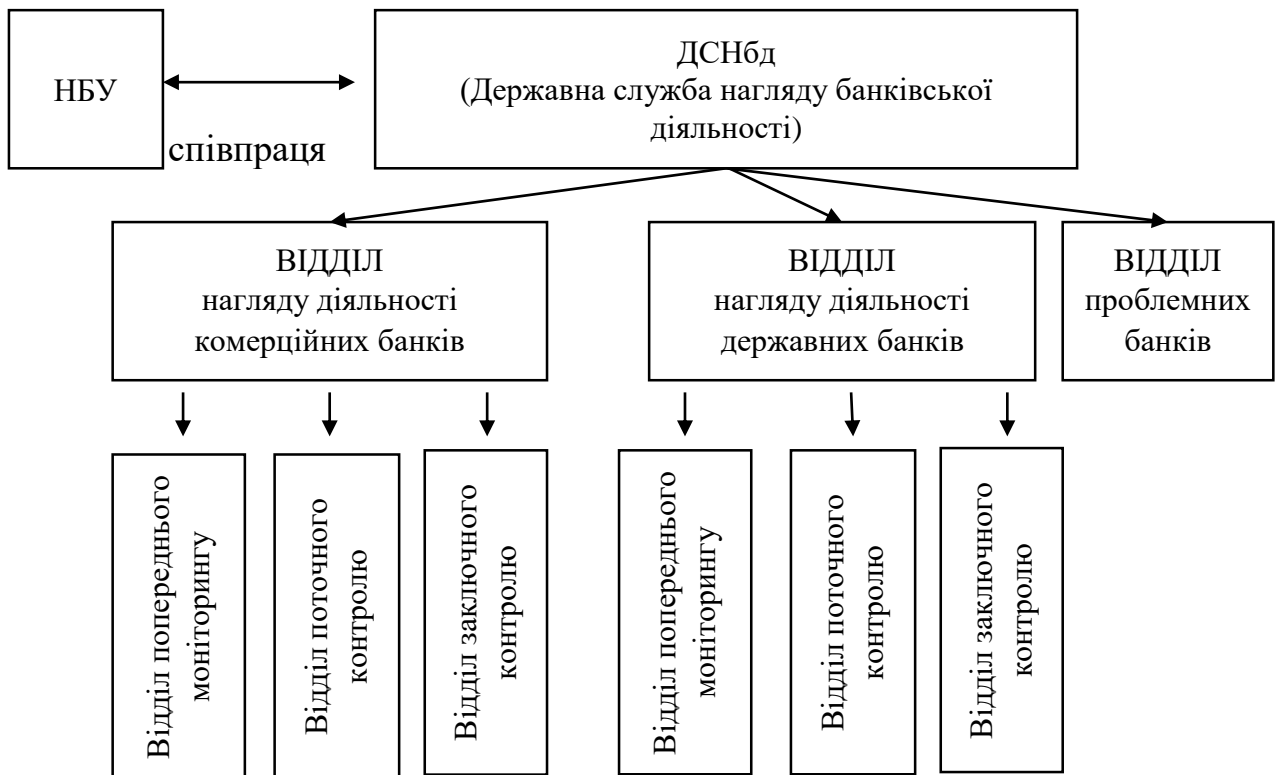 НБУ
співпраця
ДСНбд
(Державна служба нагляду банківської
діяльності)
ВІДДІЛ
нагляду діяльності
комерційних банків
ВІДДІЛ
нагляду діяльності
державних банків
ВІДДІЛ
проблемних
банків
Відділ попереднього
моніторингу
Відділ поточного
контролю
Відділ заключного
контролю
Відділ попереднього
моніторингу
Відділ поточного
контролю
Відділ заключного
контролю